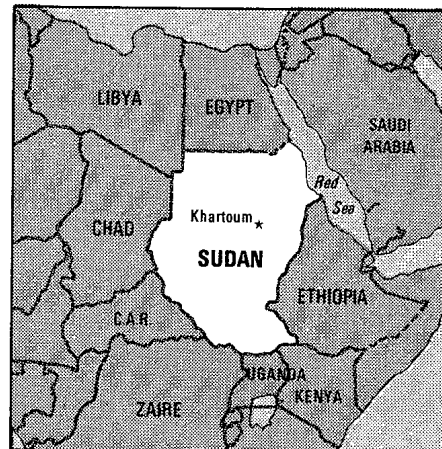 LIBYA
EGYPT
SAUDI
ARABIA
Red
Sea
Khartoum
CHAD
SUDAN
ETHIOPIA
C.A.R.
UGANDA
ZAIRE
KENYA